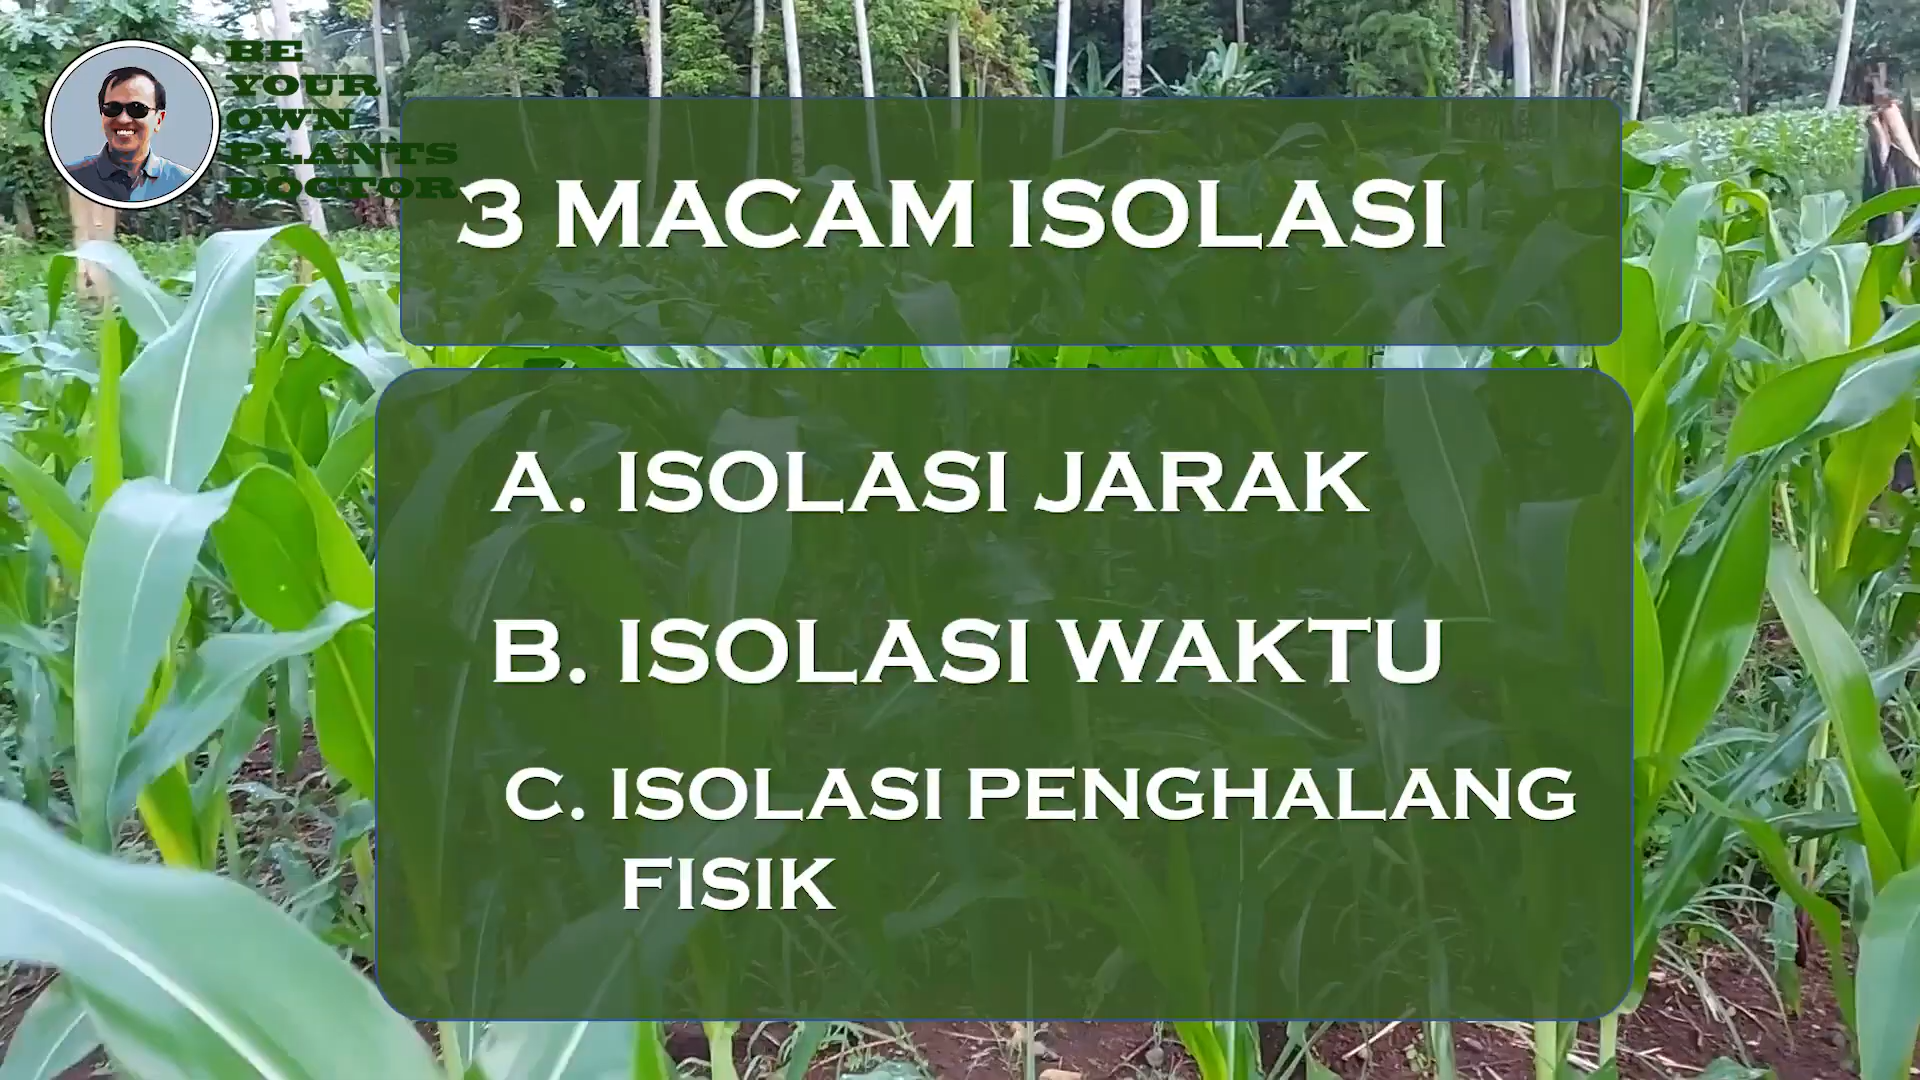 BE
YOUR
OWN
PLANTS
DOCTOR
3 MACAM ISOLASI
A. ISOLASI JARAK
B. ISOLASI WAKTU
C. ISOLASI PENGHALANG
FISIK